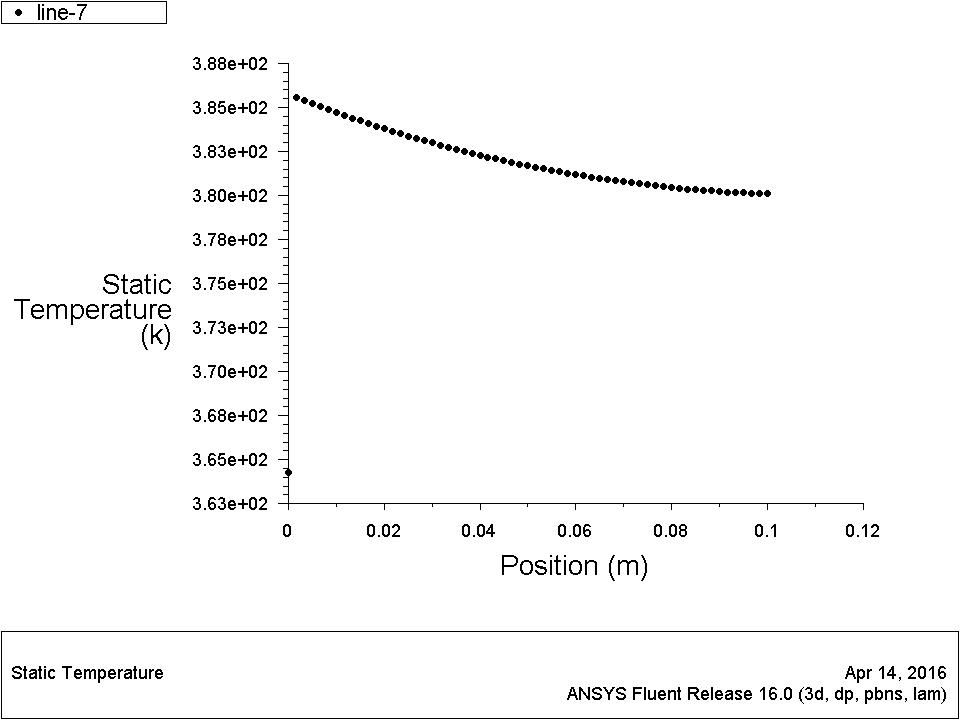 line-7
3.88e+02
3.85e+02
3.83e+02
3.80e+02
3.78e+02
3.75e+02
3.73e+02
3.70e+02
3.68e+02
3.65e+02
3.63e+02
Static
Temperature
(k)
0 0.02 0.04 0.06 0.08 0.1 0.12
Position (m)
Static Temperature
Apr 14, 2016
ANSYS Fluent Release 16.0 (3d, dp, pbns, lam)